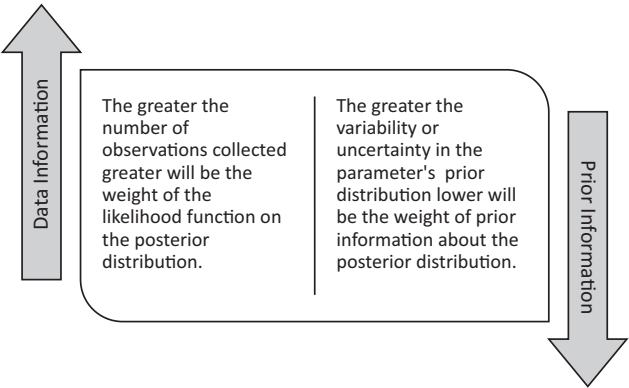 Data Information
The greater the
number of
observations collected
greater will be the
weight of the
likelihood function on
the posterior
distribution.
The greater the
variability or
uncertainty in the
parameter's  prior
distribution lower will
be the weight of prior
information about the
posterior distribution.
Prior Information